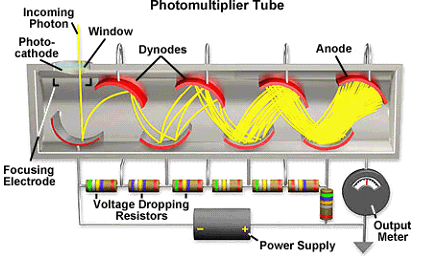 Photomultiplier Tube
Incoming
Photon
Window
Photo-
cathode
Dynodes
Anode
Focusing
Electrode
Voltage Dropping
Resistors
Output
Meter
Power Supply